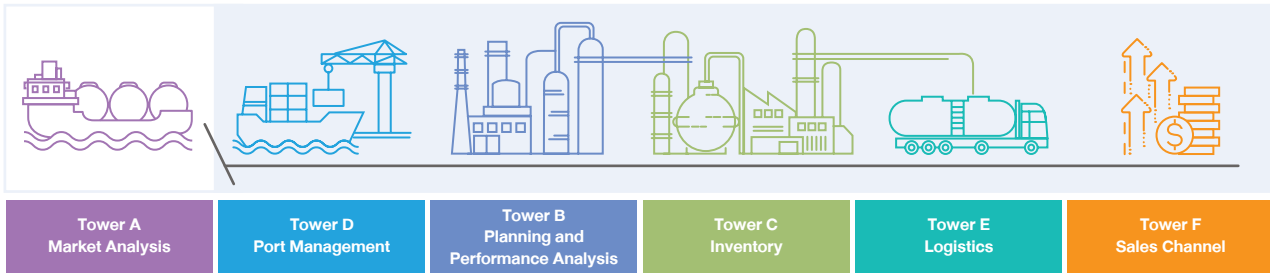 Tower A
Market Analysis
Tower D
Port Management
Tower B
Planning and
Performance Analysis
Tower C
Inventory
Tower E
Logistics
$
Tower F
Sales Channel